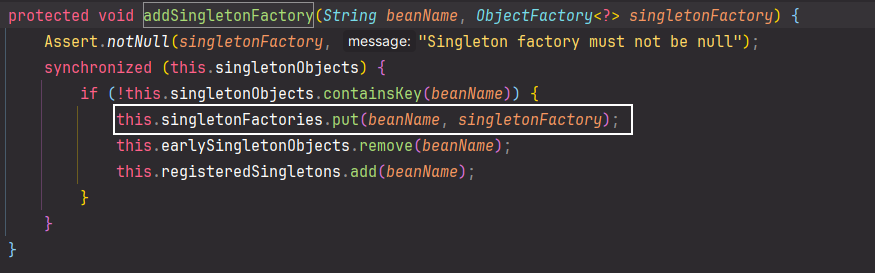 protected void addSingletonFactory(String beanName, ObjectFactory<?> singletonFactory) {
    Assert.notNull(singletonFactory, message: "Singleton factory must not be null");
    synchronized (this.singletonObjects) {
        if (!this.singletonObjects.containsKey(beanName)) {
            this.singletonFactories.put(beanName, singletonFactory);
            this.earlySingletonObjects.remove(beanName);
            this.registeredSingletons.add(beanName);
        }
    }
}